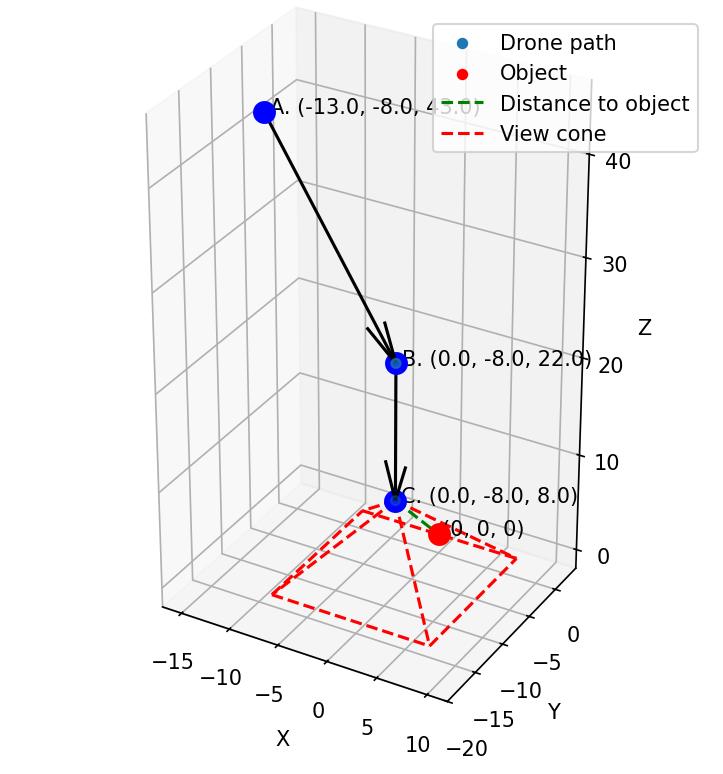 Drone path
Object
Distance to object
View cone
A. (-13.0, -8.0, 43.0)
B. (0.0, -8.0, 22.0)
C. (0.0, -8.0, 8.0)
(0, 0, 0)
40
30
Z
20
10
0
−15
−10
−5
0
5
10
X
−20
−15
−10
−5
0
Y